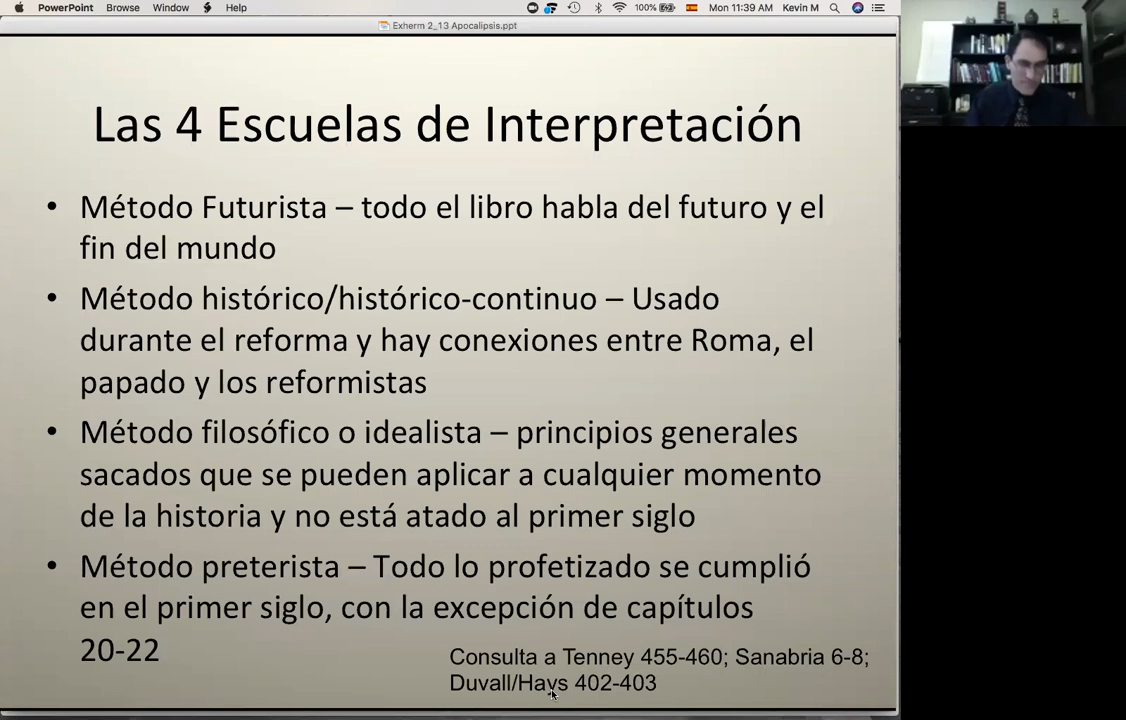 PowerPoint Browse Window Help 100% Mon 11:39 AM Kevin M
Exherm 2_13 Apocalipsis.ppt
Las 4 Escuelas de Interpretación
• Método Futurista – todo el libro habla del futuro y el
fin del mundo
• Método histórico/histórico-continuo – Usado
durante el reforma y hay conexiones entre Roma, el
papado y los reformistas
• Método filosófico o idealista – principios generales
sacados que se pueden aplicar a cualquier momento
de la historia y no está atado al primer siglo
• Método preterista – Todo lo profetizado se cumplió
en el primer siglo, con la excepción de capítulos
20-22
Consulta a Tenney 455-460; Sanabria 6-8;
Duvall/Hays 402-403